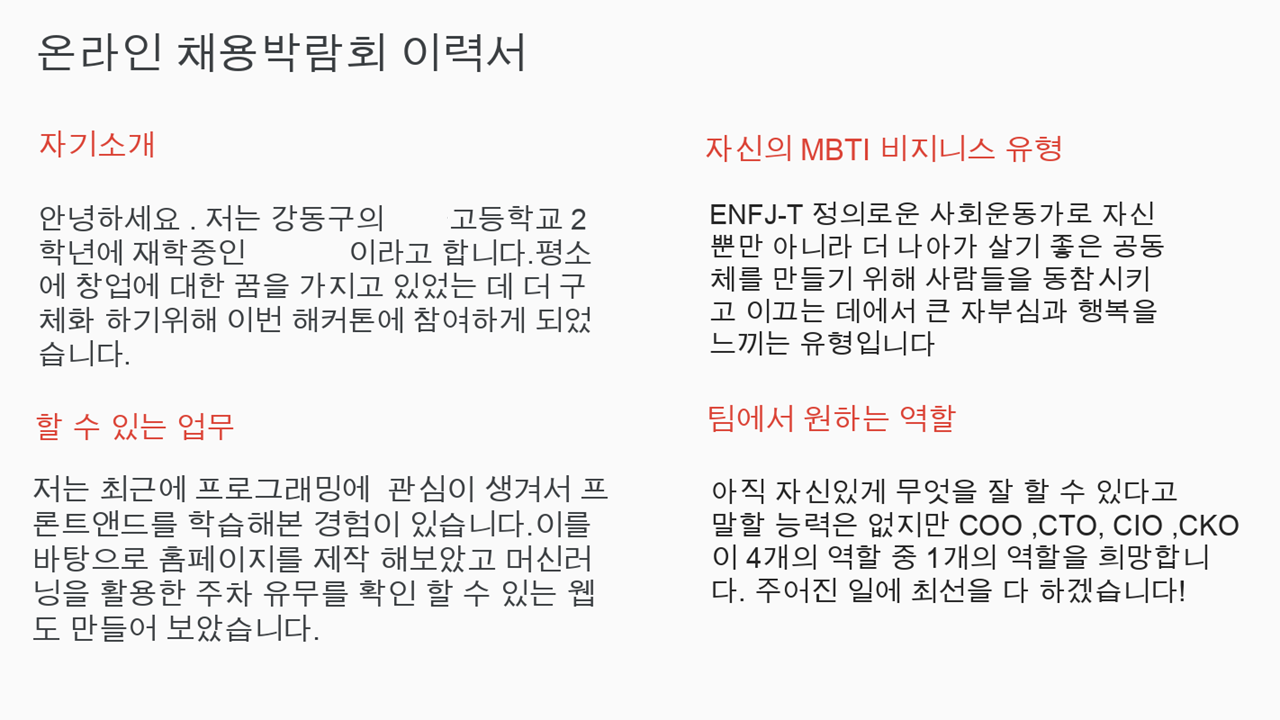 온라인 채용박람회 이력서
자기소개
안녕하세요 . 저는 강동구의 고등학교 2
학년에 재학중인 이라고 합니다.평소
에 창업에 대한 꿈을 가지고 있었는 데 더 구
체화 하기위해 이번 해커톤에 참여하게 되었
습니다.
할 수 있는 업무
저는 최근에 프로그래밍에 관심이 생겨서 프
론트앤드를 학습해본 경험이 있습니다.이를
바탕으로 홈페이지를 제작 해보았고 머신러
닝을 활용한 주차 유무를 확인 할 수 있는 웹
도 만들어 보았습니다.
자신의 MBTI 비지니스 유형
ENFJ-T 정의로운 사회운동가로 자신
뿐만 아니라 더 나아가 살기 좋은 공동
체를 만들기 위해 사람들을 동참시키
고 이끄는 데에서 큰 자부심과 행복을
느끼는 유형입니다
팀에서 원하는 역할
아직 자신있게 무엇을 잘 할 수 있다고
말할 능력은 없지만 COO ,CTO, CIO ,CKO
이 4개의 역할 중 1개의 역할을 희망합니
다. 주어진 일에 최선을 다 하겠습니다!